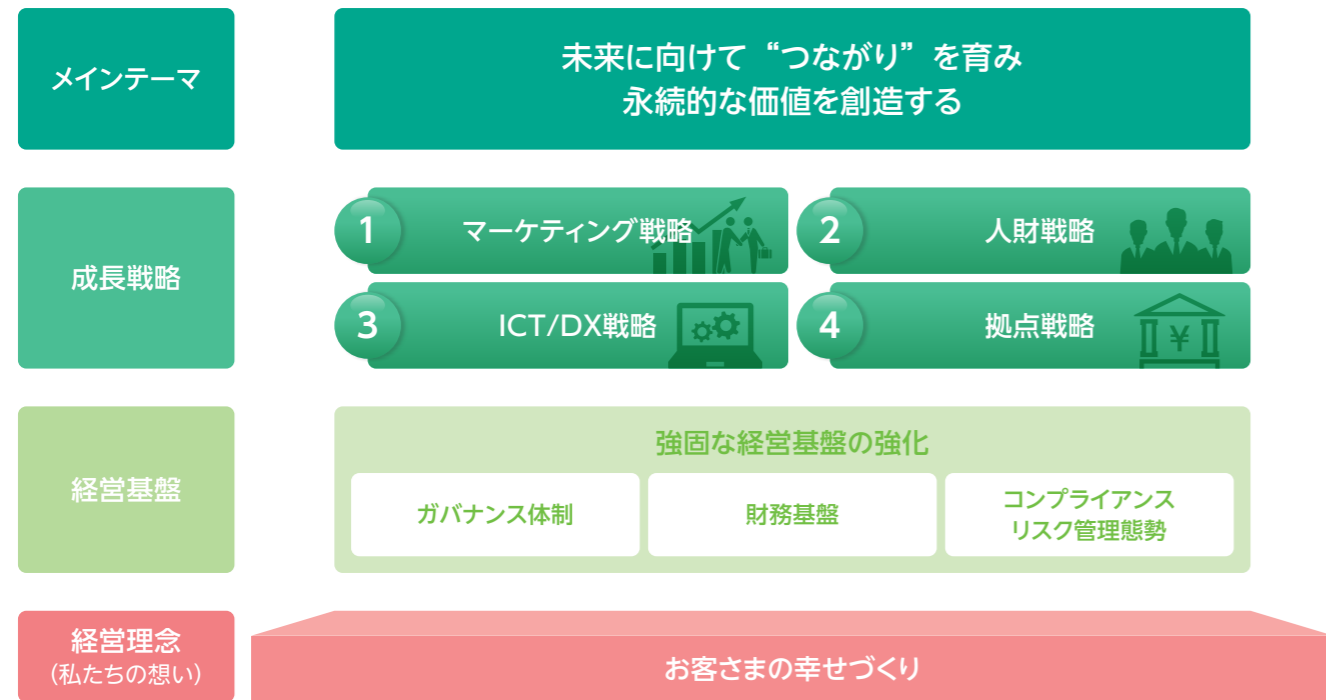 メインテーマ
未来に向けて“つながり”を育み
永続的な価値を創造する
成長戦略
1 マーケティング戦略
2 人財戦略
3 ICT/DX戦略
4 拠点戦略
¥
経営基盤
強固な経営基盤の強化
ガバナンス体制
財務基盤
コンプライアンス
リスク管理態勢
経営理念
(私たちの想い)
お客さまの幸せづくり